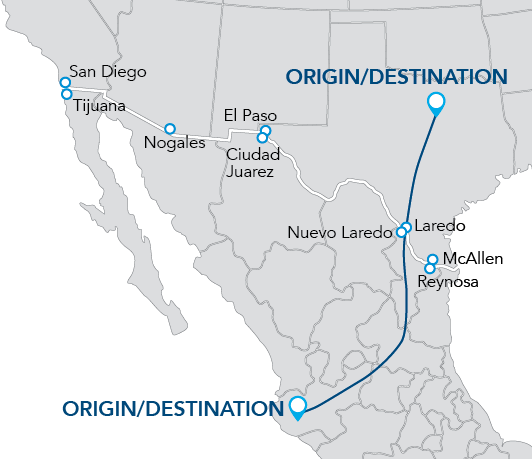 San Diego
ORIGIN/DESTINATION
Tijuana
El Paso
Nogales
Ciudad
Juarez
Laredo
Nuevo Laredo
McAllen
Reynosa
ORIGIN/DESTINATION